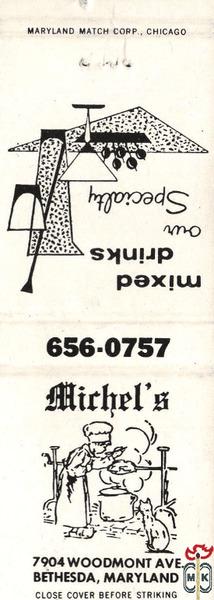 MARYLAND MATCH CORP., CHICAGO
mixed
drinks
our
Specialty
656-0757
Michel's
7904 WOODMONT AVE.
BETHESDA, MARYLAND
CLOSE COVER BEFORE STRIKING
M K